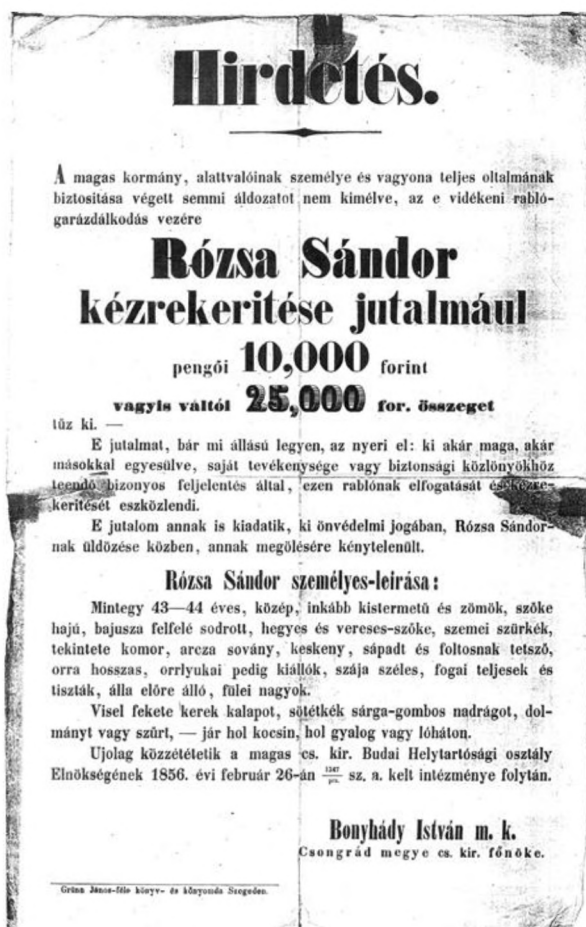 Hirdetés.
A magas kormány, alattvalóinak személye és vagyona teljes oltalmának
biztositása végett semmi áldozatot nem kimélve, az e vidékeni rabló-
garázdálkodás vezére
Rózsa Sándor
kézrekeritése jutalmául
pengői 10,000 forint
vagyis váltól 25,000 for. összeget
tűz ki. —
E jutalmat, bár mi állású legyen, az nyeri el: ki akár maga, akár
másokkal egyesülve, saját tevékenysége vagy biztonsági közlönyökhöz
teendő bizonyos feljelentés által, ezen rablónak elfogatását és kézre-
keritését eszközlendi.
E jutalom annak is kiadatik, ki önvédelmi jogában, Rózsa Sándor-
nak üldözése közben, annak megölésére kénytelenült.
Rózsa Sándor személyes-leirása:
Mintegy 43—44 éves, közép, inkább kistermetű és zömök, szőke
hajú, bajusza felfelé sodrott, hegyes és vereses-szőke, szemei szürkék,
tekintete komor, arcza sovány, keskeny, sápadt és foltosnak tetsző,
orra hosszas, orrlyukai pedig kiállók, szája széles, fogai teljesek és
tiszták, álla előre álló, fülei nagyok.
Visel fekete kerek kalapot, sötétkék sárga-gombos nadrágot, dol-
mányt vagy szűrt, — jár hol kocsin, hol gyalog vagy lóháton.
Ujolag közzététetik a magas cs. kir. Budai Helytartósági osztály
Elnökségének 1856. évi február 26-án 1347/prs. sz. a. kelt intézménye folytán.
Bonyhády István m. k.
Csongrád megye cs. kir. főnöke.
Grünn János-féle könyv- és kőnyomda Szegeden.